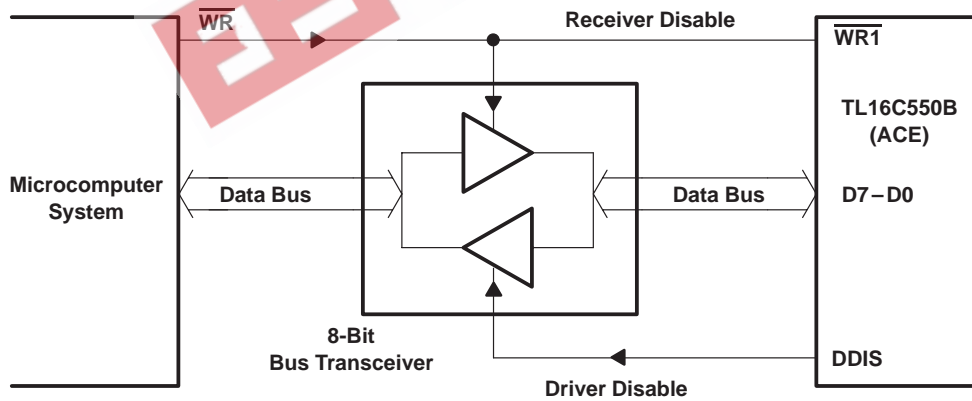 WR
Receiver Disable
WR1
TL16C550B
(ACE)
Microcomputer
System
Data Bus
Data Bus
D7–D0
8-Bit
Bus Transceiver
DDIS
Driver Disable